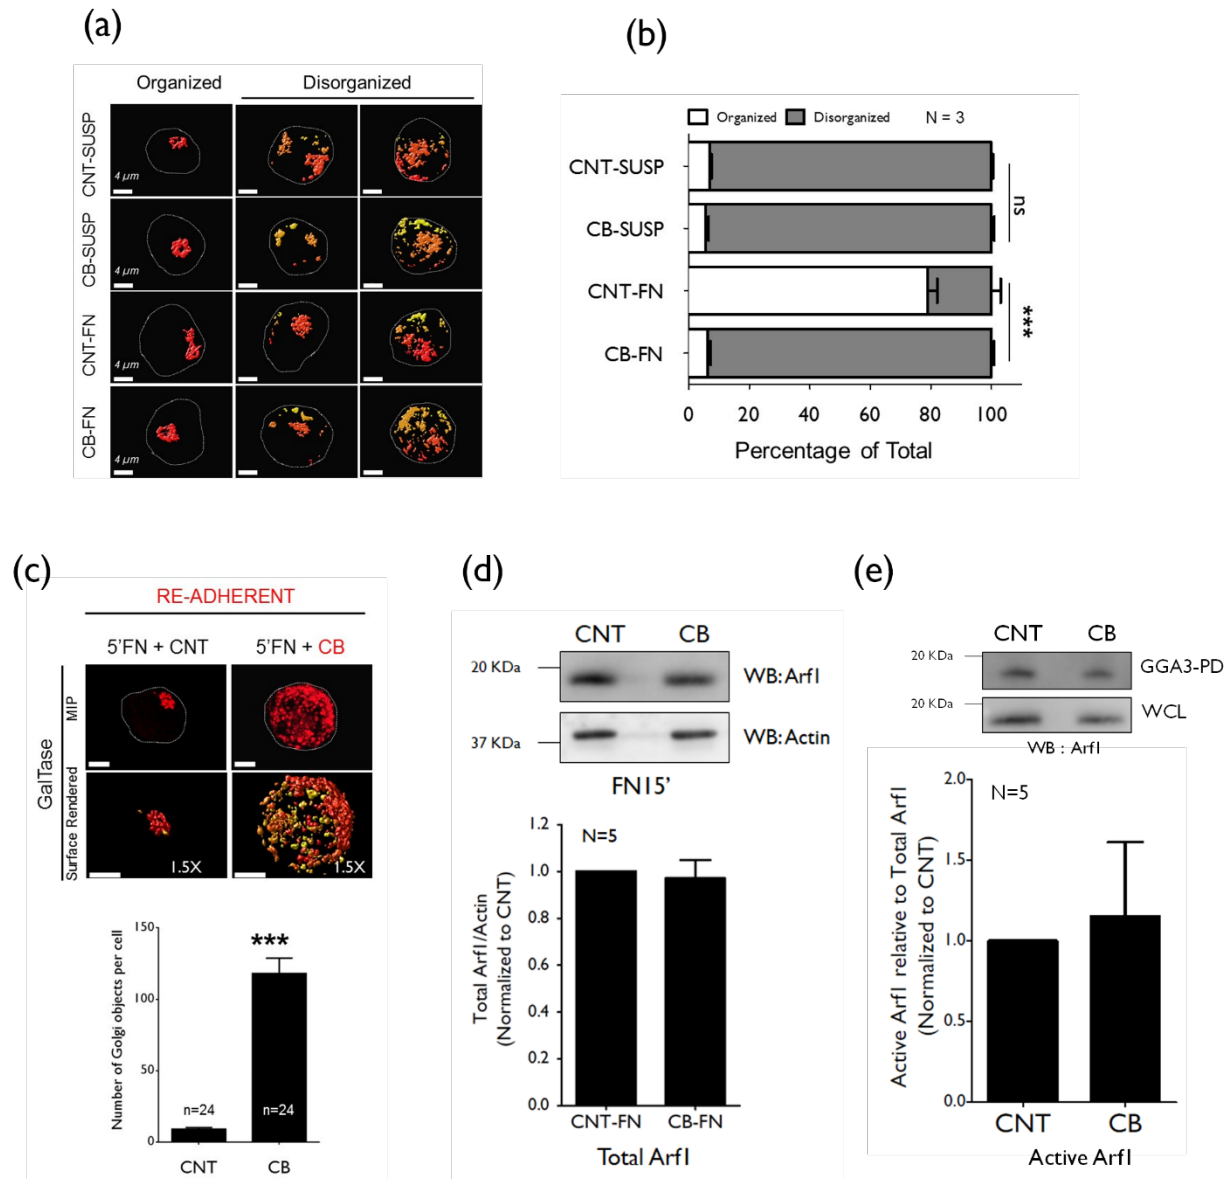 (a)
Organized Disorganized
CNT-SUSP
4 µm
CB-SUSP
4 µm
CNT-FN
4 µm
CB-FN
4 µm
(b)
Organized Disorganized N = 3
CNT-SUSP
CB-SUSP
ns
CNT-FN
CB-FN
***
0 20 40 60 80 100
Percentage of Total
(c)
RE-ADHERENT
5'FN + CNT 5'FN + CB
GalTase
MIP
Surface Rendered
1.5X 1.5X
Number of Golgi objects per cell
150
100
50
0
***
n=24 n=24
CNT CB
(d)
CNT CB
20 KDa
WB:Arf1
37 KDa
WB:Actin
FN15'
Total Arf1/Actin
(Normalized to CNT)
1.2
1.0
0.8
0.6
0.4
0.2
0.0
N=5
CNT-FN CB-FN
Total Arf1
(e)
CNT CB
20 KDa
GGA3-PD
20 KDa
WCL
WB : Arf1
Active Arf1 relative to Total Arf1
(Normalized to CNT)
2.0
1.5
1.0
0.5
0.0
N=5
CNT CB
Active Arf1